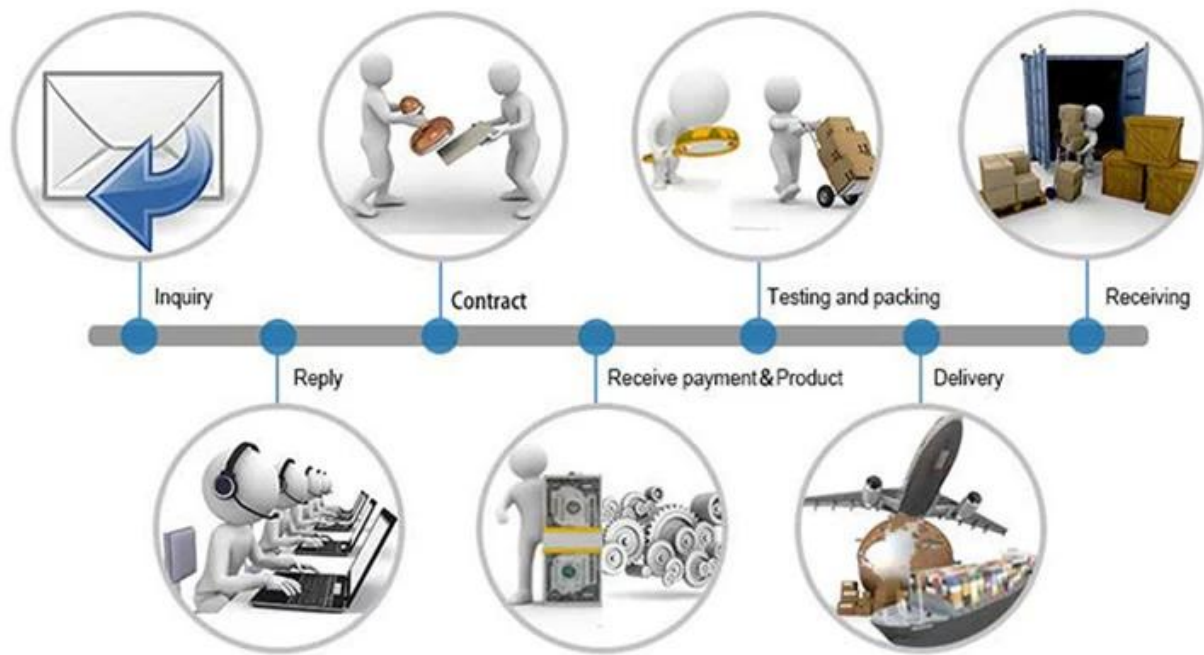 Inquiry
Contract
Testing and packing
Receiving
Reply
Receive payment&Product
Delivery